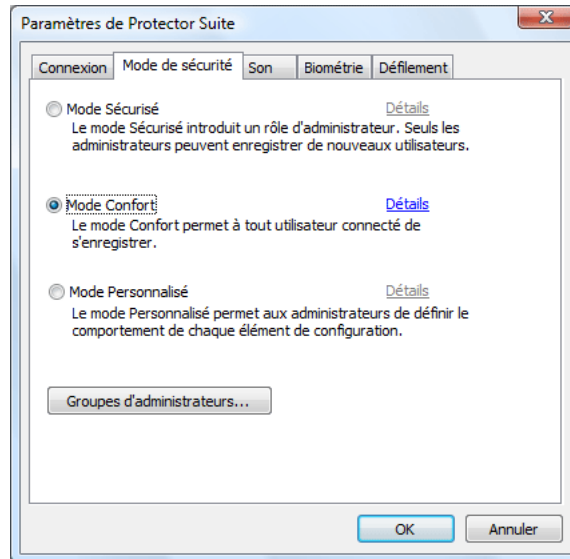 Paramètres de Protector Suite
Connexion Mode de sécurité Son Biométrie Défilement
Mode Sécurisé Détails
Le mode Sécurisé introduit un rôle d'administrateur. Seuls les
administrateurs peuvent enregistrer de nouveaux utilisateurs.
Mode Confort Détails
Le mode Confort permet à tout utilisateur connecté de
s'enregistrer.
Mode Personnalisé Détails
Le mode Personnalisé permet aux administrateurs de définir le
comportement de chaque élément de configuration.
Groupes d'administrateurs...
OK Annuler